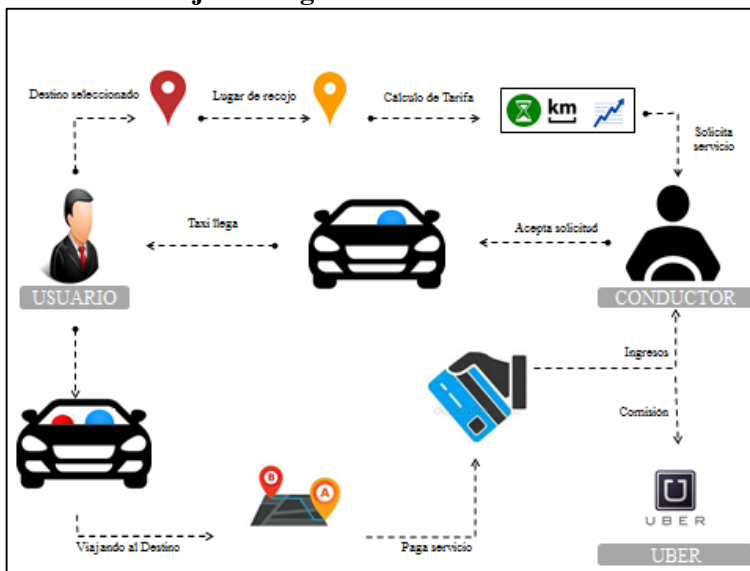 Destino seleccionado
Lugar de recojo
Cálculo de Tarifa
km
Solicita
servicio
Taxi llega
Acepta solicitud
USUARIO
CONDUCTOR
Ingresos
Comisión
B
A
U
UBER
Viajando al Destino
Paga servicio
UBER